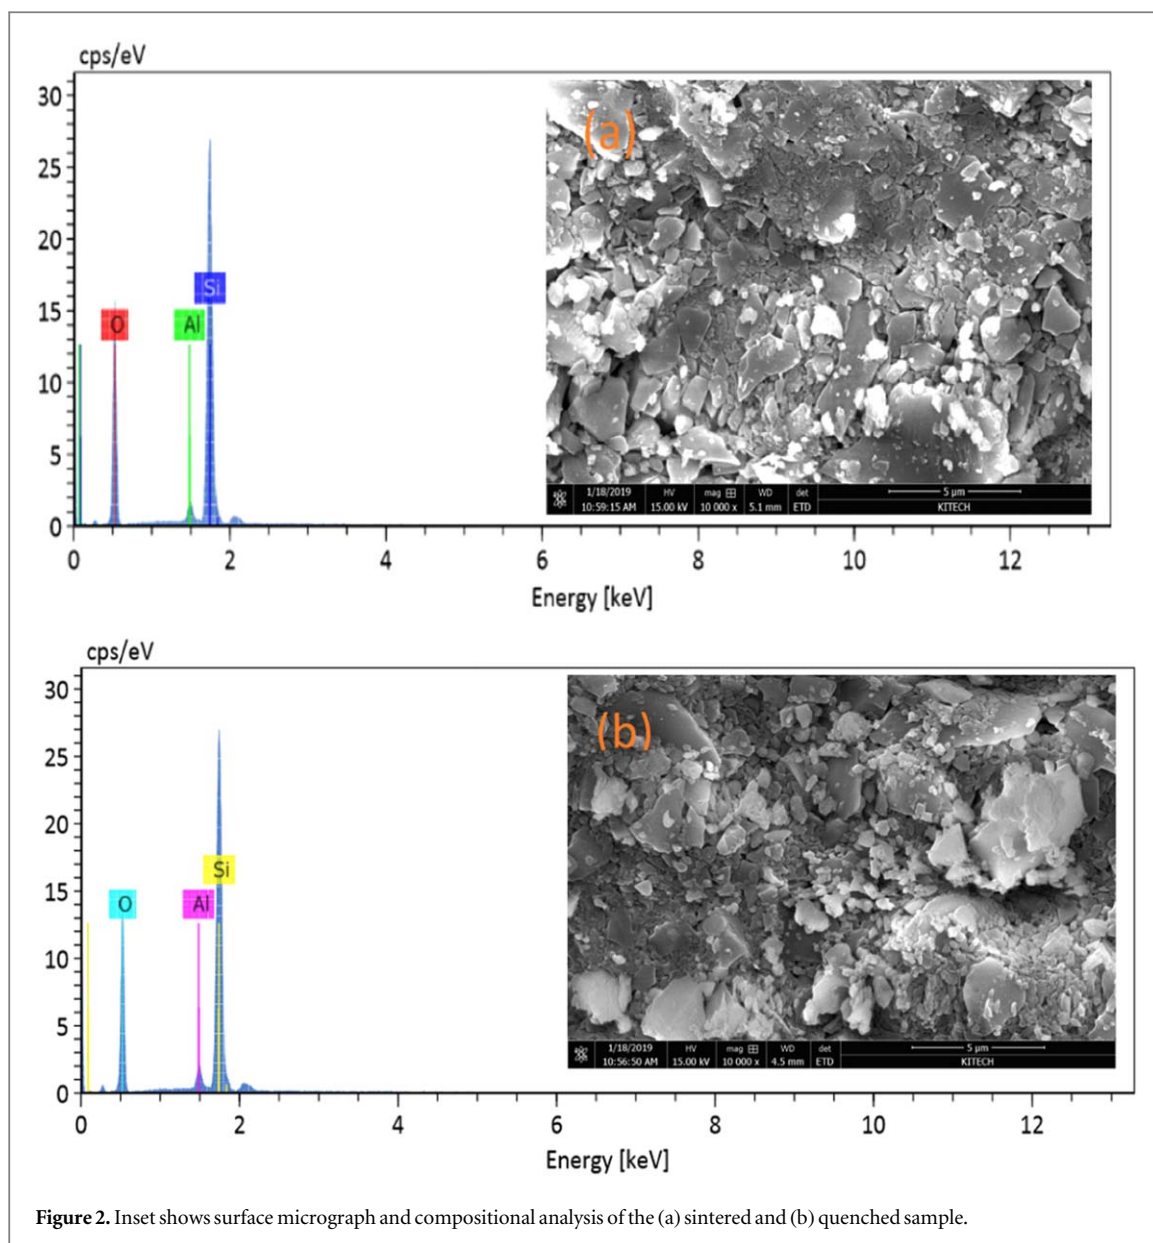 cps/eV
30
25
20
15
10
5
0
O
Al
Si
(a)
1/18/2019 HV mag WD det 5 µm
10:59:15 AM 15.00 kV 10 000 x 5.1 mm ETD KITECH
0 2 4 6 8 10 12
Energy [keV]
cps/eV
30
25
20
15
10
5
0
O
Al
Si
(b)
1/18/2019 HV mag WD det 5 µm
10:56:50 AM 15.00 kV 10 000 x 4.5 mm ETD KITECH
0 2 4 6 8 10 12
Energy [keV]
Figure 2. Inset shows surface micrograph and compositional analysis of the (a) sintered and (b) quenched sample.